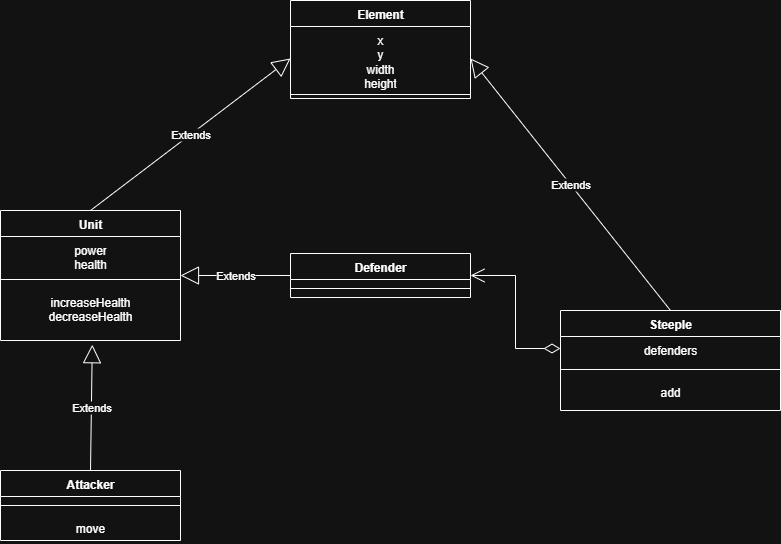 Element
x
y
width
height
Extends
Extends
Unit
power
health
increaseHealth
decreaseHealth
Extends
Defender
Steeple
defenders
add
Extends
Attacker
move